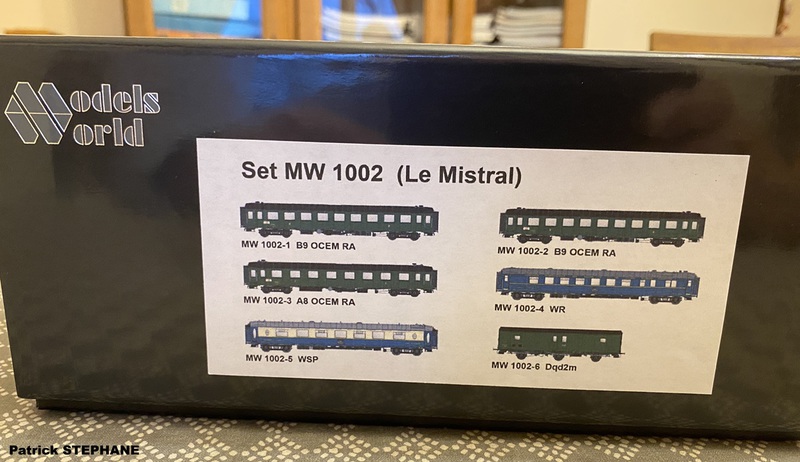 Models
World
Set MW 1002 (Le Mistral)
MW 1002-1 B9 OCEM RA
MW 1002-2 B9 OCEM RA
MW 1002-3 A8 OCEM RA
MW 1002-4 WR
MW 1002-5 WSP
MW 1002-6 Dqd2m
Patrick STEPHANE